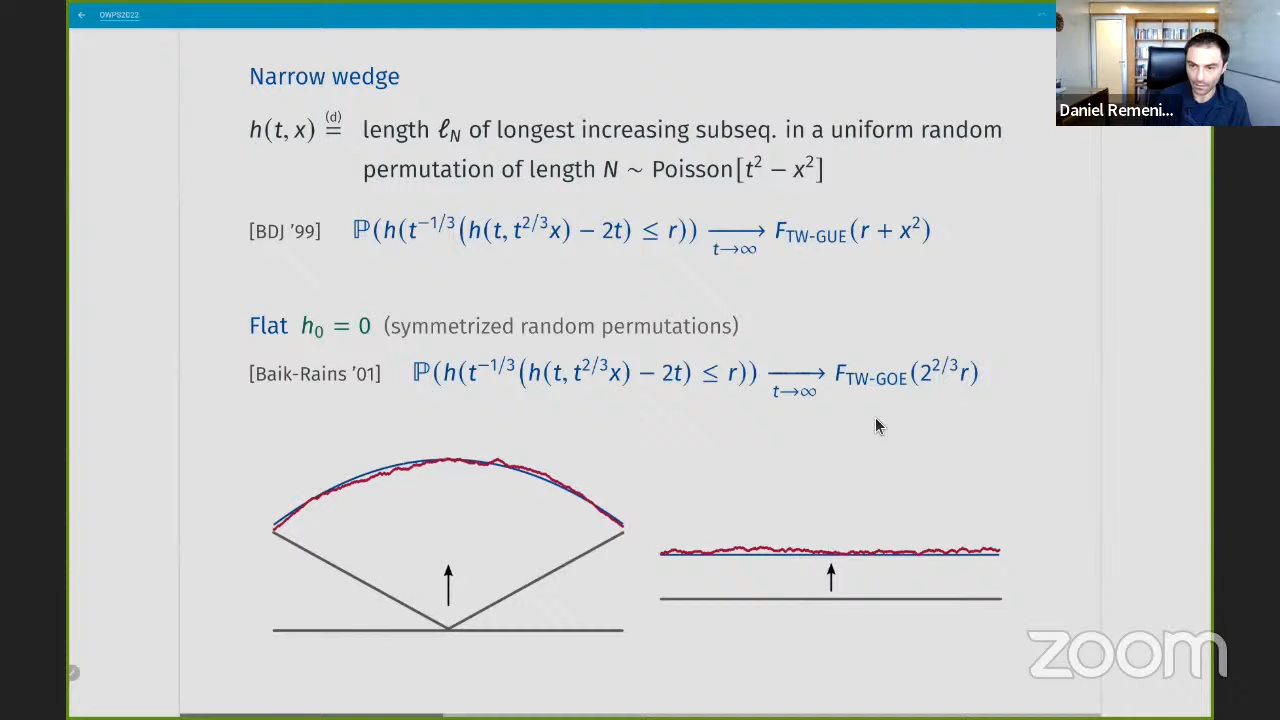 ← OWPS2022
Narrow wedge
h(t, x) (d)= length ℓ_N of longest increasing subseq. in a uniform random
permutation of length N ∼ Poisson[t² − x²]
[BDJ '99] ℙ(h(t^{−1/3}(h(t, t^{2/3}x) − 2t) ≤ r)) ⟶_{t→∞} F_{TW-GUE}(r + x²)
Flat h₀ = 0 (symmetrized random permutations)
[Baik-Rains '01] ℙ(h(t^{−1/3}(h(t, t^{2/3}x) − 2t) ≤ r)) ⟶_{t→∞} F_{TW-GOE}(2^{2/3}r)
Daniel Remeni...
zoom